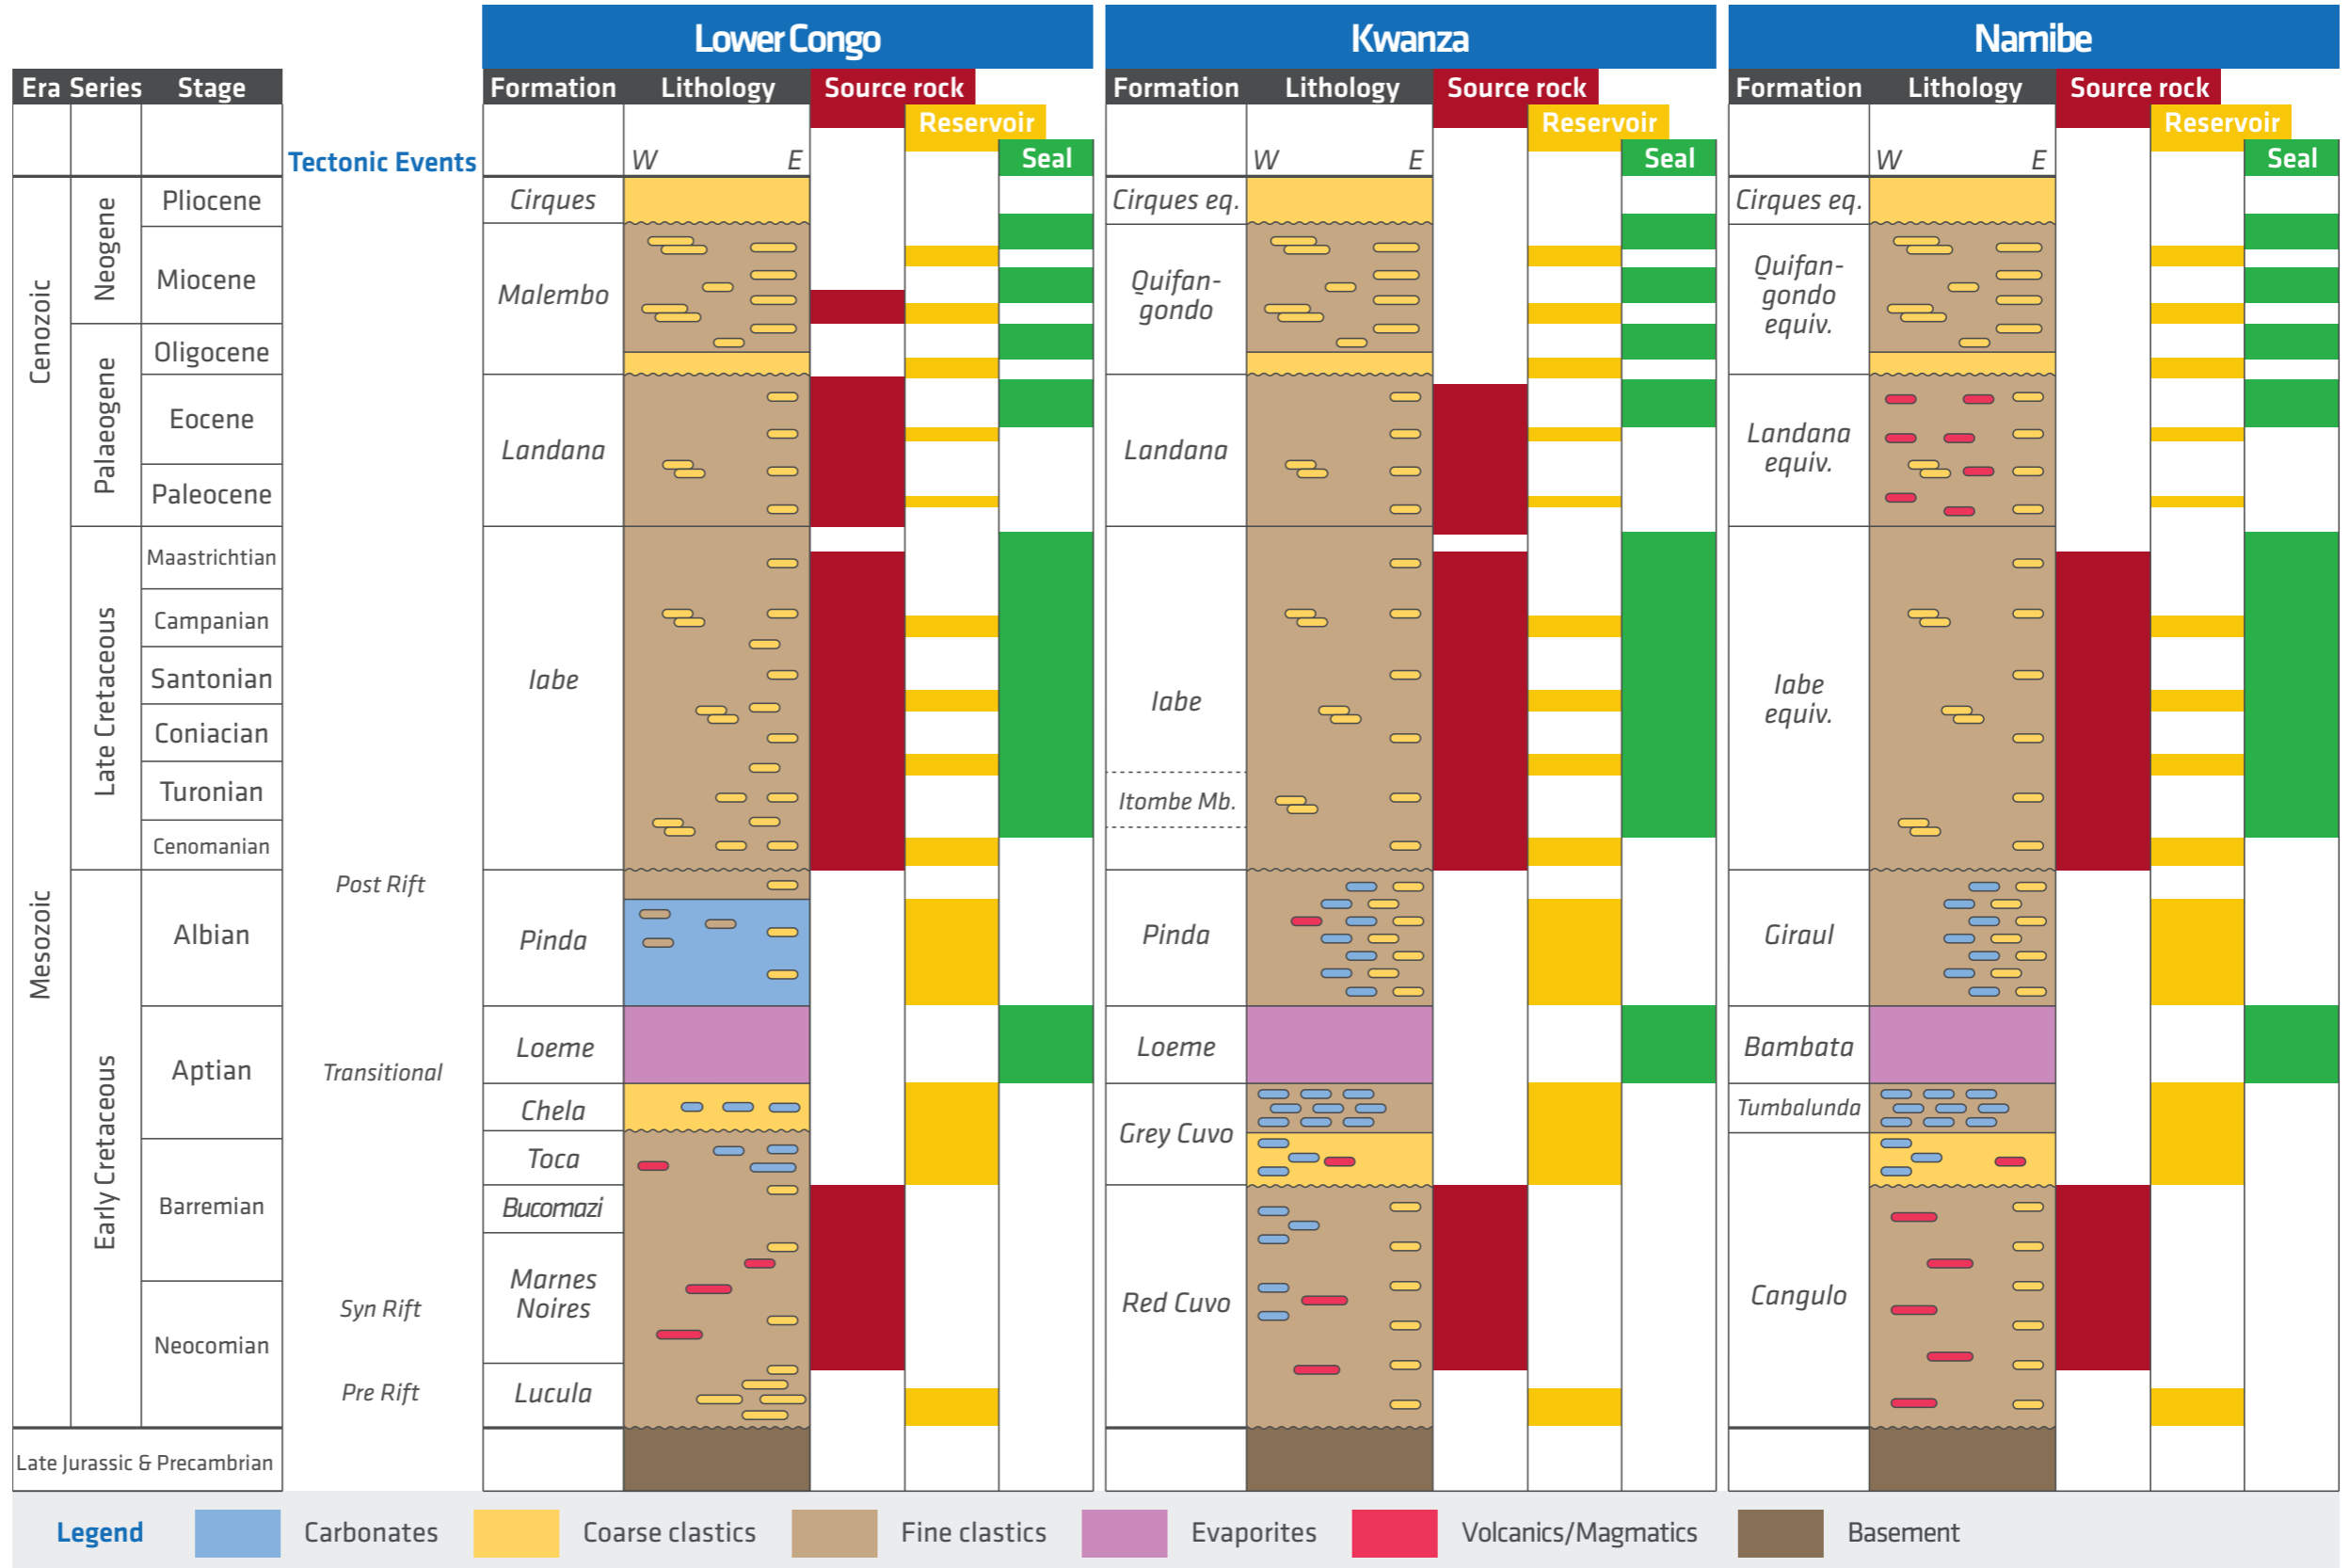 Lower Congo
Kwanza
Namibe
Era Series Stage
Formation Lithology Source rock
Reservoir
Seal
W E
Formation Lithology Source rock
Reservoir
Seal
W E
Formation Lithology Source rock
Reservoir
Seal
W E
Tectonic Events
Cenozoic
Mesozoic
Neogene
Palaeogene
Late Cretaceous
Early Cretaceous
Pliocene
Miocene
Oligocene
Eocene
Paleocene
Maastrichtian
Campanian
Santonian
Coniacian
Turonian
Cenomanian
Albian
Aptian
Barremian
Neocomian
Late Jurassic & Precambrian
Post Rift
Transitional
Syn Rift
Pre Rift
Cirques
Malembo
Landana
Iabe
Pinda
Loeme
Chela
Toca
Bucomazi
Marnes
Noires
Lucula
Cirques eq.
Quifan-
gondo
Landana
Iabe
Itombe Mb.
Pinda
Loeme
Grey Cuvo
Red Cuvo
Cirques eq.
Quifan-
gondo
equiv.
Landana
equiv.
Iabe
equiv.
Giraul
Bambata
Tumbalunda
Cangulo
Legend
Carbonates
Coarse clastics
Fine clastics
Evaporites
Volcanics/Magmatics
Basement